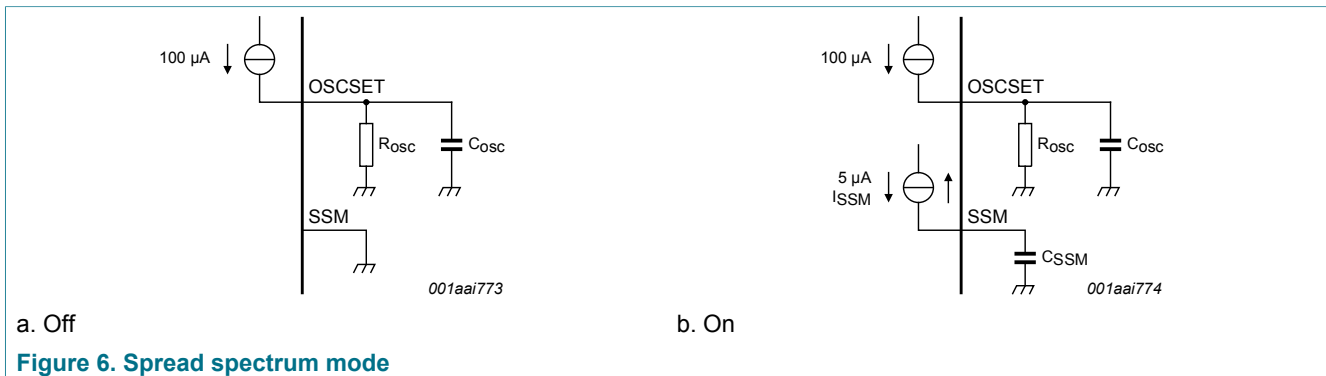 100 µA
OSCSET
Rosc
Cosc
SSM
001aai773
a. Off
100 µA
OSCSET
Rosc
Cosc
5 µA
ISSM
SSM
CSSM
001aai774
b. On
Figure 6. Spread spectrum mode